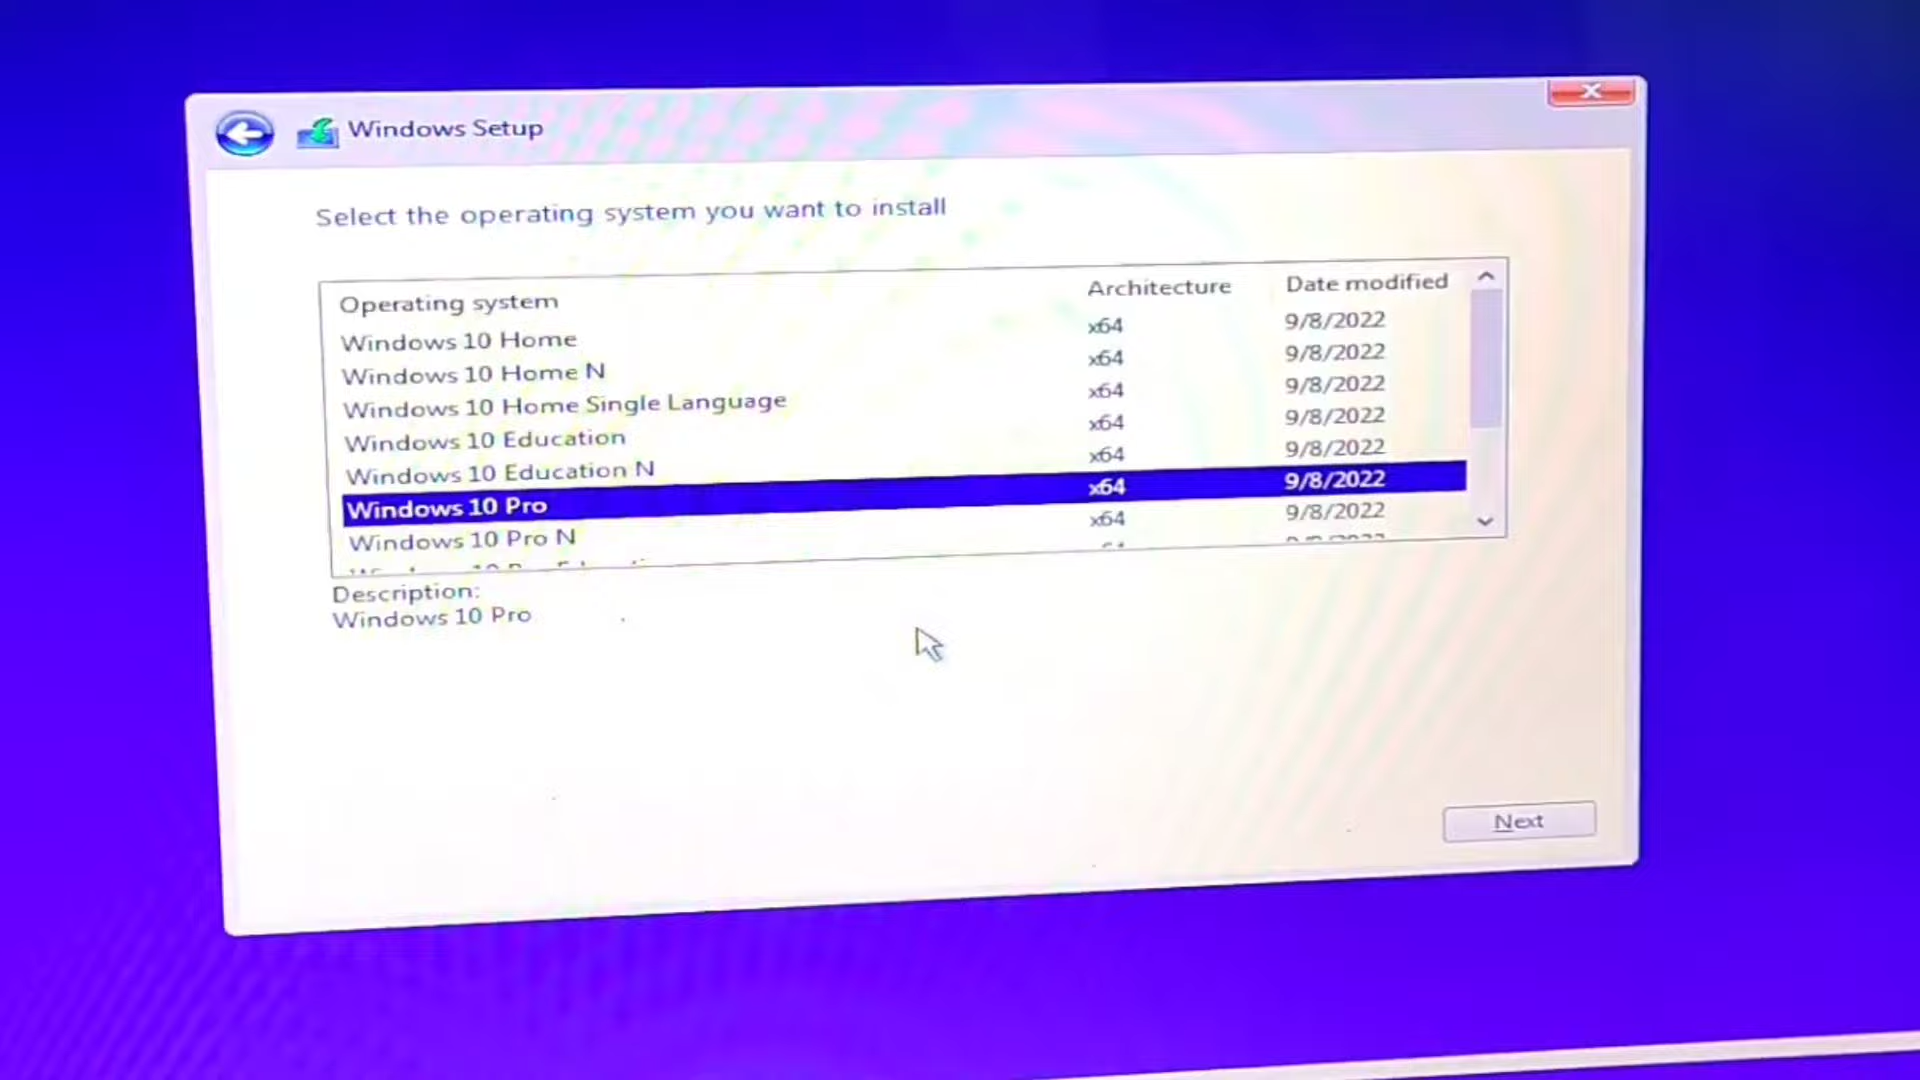 Windows Setup
Select the operating system you want to install
Operating system Architecture Date modified
Windows 10 Home x64 9/8/2022
Windows 10 Home N x64 9/8/2022
Windows 10 Home Single Language x64 9/8/2022
Windows 10 Education x64 9/8/2022
Windows 10 Education N x64 9/8/2022
Windows 10 Pro x64 9/8/2022
Windows 10 Pro N x64 9/8/2022
Description:
Windows 10 Pro
Next